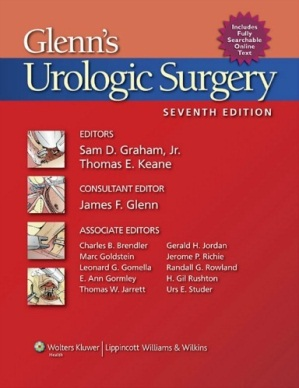 Glenn's
Urologic Surgery
SEVENTH EDITION
Includes
Fully
Searchable
Online
Text
EDITORS
Sam D. Graham, Jr.
Thomas E. Keane
CONSULTANT EDITOR
James F. Glenn
ASSOCIATE EDITORS
Charles B. Brendler
Marc Goldstein
Leonard G. Gomella
E. Ann Gormley
Thomas W. Jarrett
Gerald H. Jordan
Jerome P. Richie
Randall G. Rowland
H. Gil Rushton
Urs E. Studer
Wolters Kluwer
Health
Lippincott Williams & Wilkins